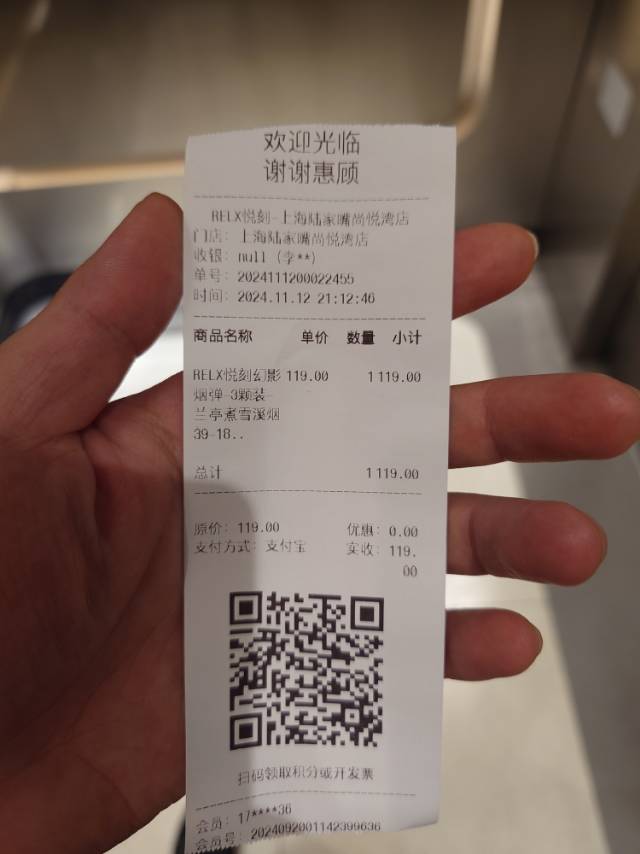 欢迎光临
谢谢惠顾
RELX悦刻-上海陆家嘴尚悦湾店
门店: 上海陆家嘴尚悦湾店
收银: null (李**)
单号: 2024111200022455
时间: 2024.11.12 21:12:46
商品名称 单价 数量 小计
RELX悦刻幻影 119.00 1 119.00
烟弹-3颗装-
兰亭煮雪溪烟
39-18..
总计 1 119.00
原价: 119.00 优惠: 0.00
支付方式: 支付宝 实收: 119.
00
扫码领取积分或开发票
会员: 17****36
会员号: 2024092001142399636